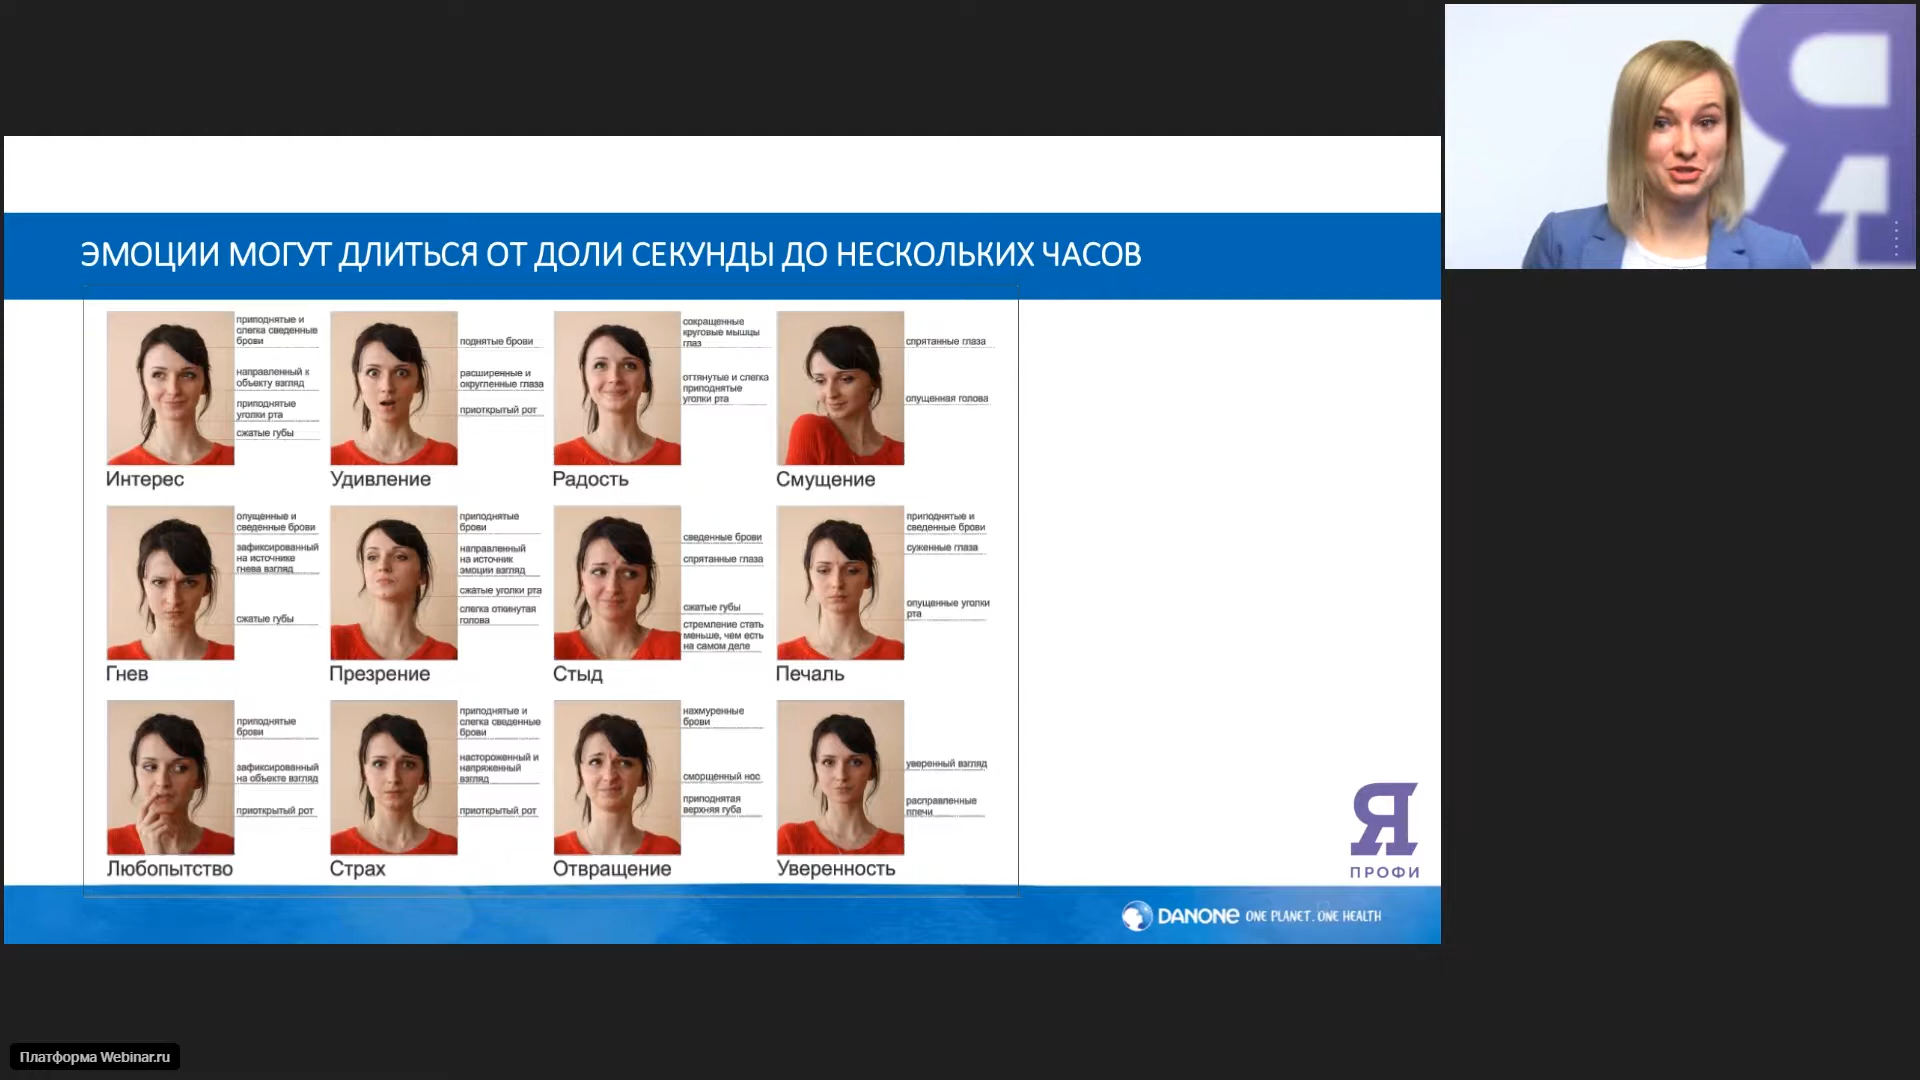 ЭМОЦИИ МОГУТ ДЛИТЬСЯ ОТ ДОЛИ СЕКУНДЫ ДО НЕСКОЛЬКИХ ЧАСОВ
приподнятые и
слегка сведенные
брови
направленный к
объекту взгляд
приподнятые
уголки рта
сжатые губы
Интерес
поднятые брови
расширенные и
округленные глаза
приоткрытый рот
Удивление
сокращенные
круговые мышцы
глаз
оттянутые и слегка
приподнятые
уголки рта
Радость
спрятанные глаза
опущенная голова
Смущение
опущенные и
сведенные брови
зафиксированный
на источнике
гнева взгляд
сжатые губы
Гнев
приподнятые
брови
направленный
на источник
эмоции взгляд
сжатые уголки рта
слегка откинутая
голова
Презрение
сведенные брови
спрятанные глаза
сжатые губы
стремление стать
меньше, чем есть
на самом деле
Стыд
приподнятые и
сведенные брови
суженные глаза
опущенные уголки
рта
Печаль
приподнятые
брови
зафиксированный
на объекте взгляд
приоткрытый рот
Любопытство
приподнятые и
слегка сведенные
брови
настороженный и
напряженный
взгляд
приоткрытый рот
Страх
нахмуренные
брови
сморщенный нос
приподнятая
верхняя губа
Отвращение
уверенный взгляд
расправленные
плечи
Уверенность
Я
ПРОФИ
DANONE ONE PLANET. ONE HEALTH
Я
Платформа Webinar.ru